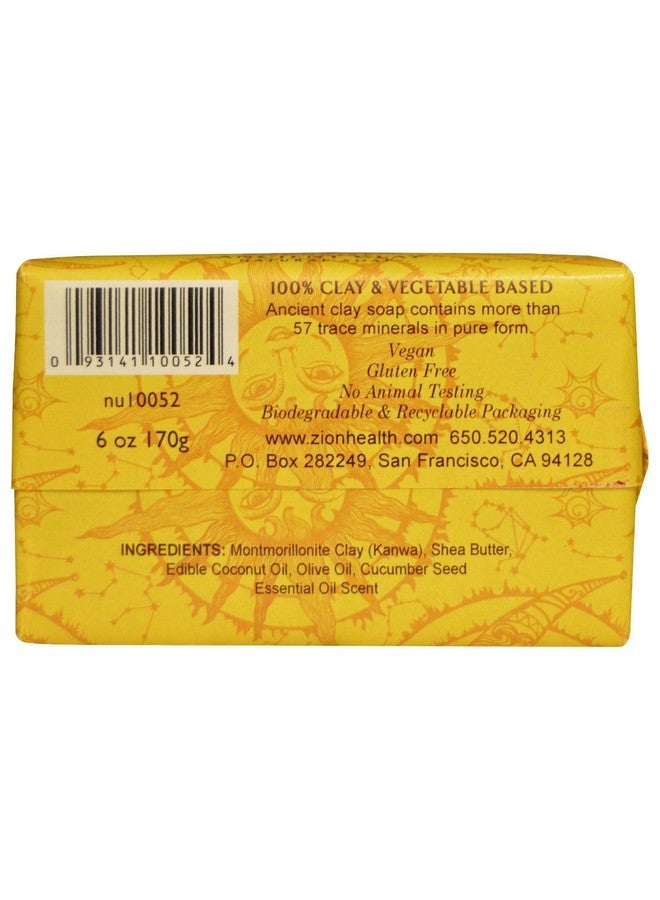 NATURAL SOAP
100% CLAY & VEGETABLE BASED
Ancient clay soap contains more than
57 trace minerals in pure form.
Vegan
Gluten Free
No Animal Testing
Biodegradable & Recyclable Packaging
www.zionhealth.com 650.520.4313
P.O. Box 282249, San Francisco, CA 94128
0 93141 10052 4
nu10052
6 oz 170g
INGREDIENTS: Montmorillonite Clay (Kanwa), Shea Butter,
Edible Coconut Oil, Olive Oil, Cucumber Seed
Essential Oil Scent